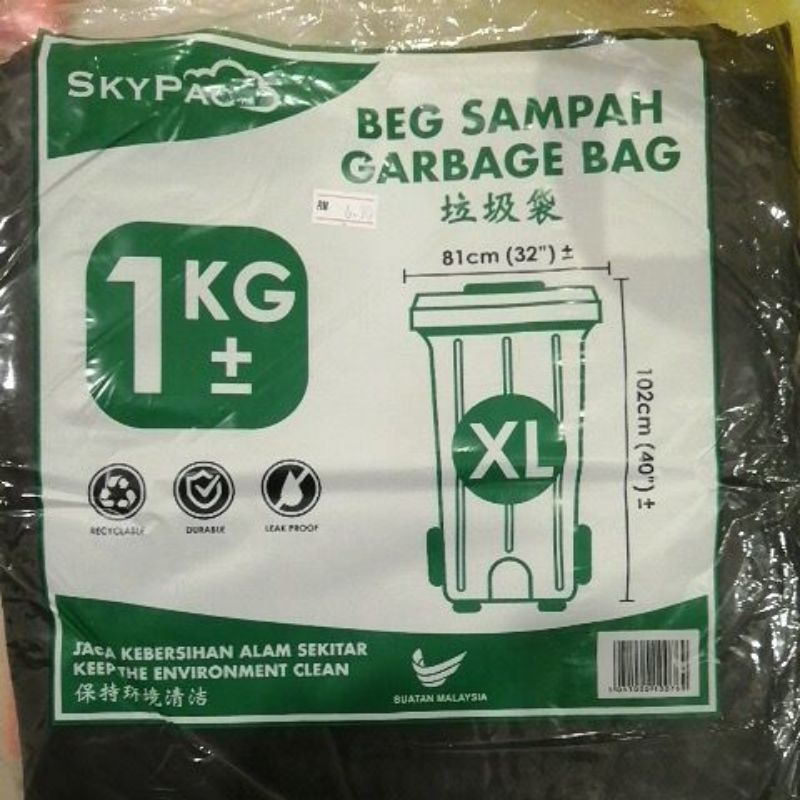 SKYPACK
BEG SAMPAH
GARBAGE BAG
垃圾袋
RM
1KG
±
81cm (32") ±
102cm (40") ±
XL
RECYCLABLE
DURABLE
LEAK PROOF
JAGA KEBERSIHAN ALAM SEKITAR
KEEP THE ENVIRONMENT CLEAN
保持环境清洁
BUATAN MALAYSIA